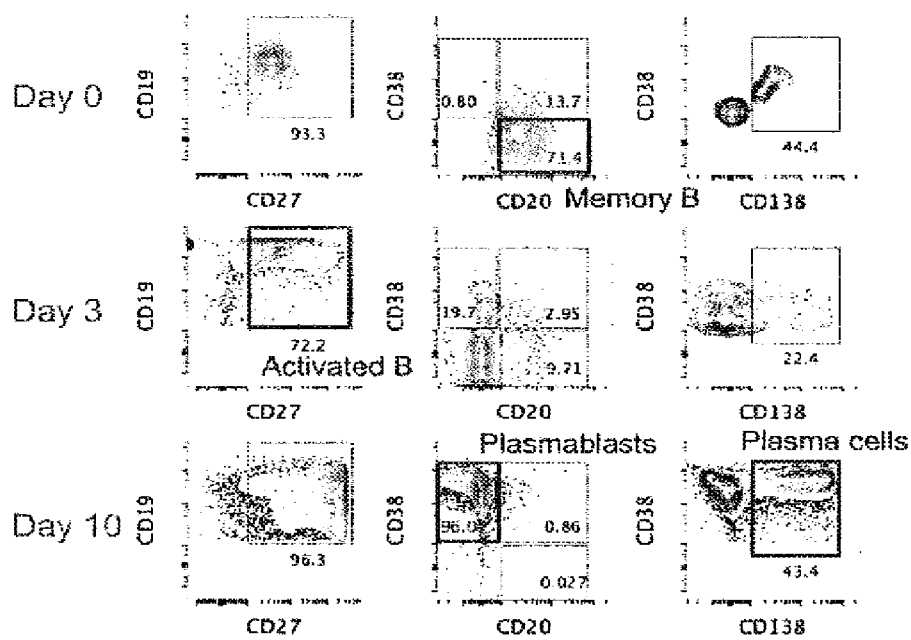 Day 0
CD19
93.3
CD27
CD38
0.80
13.7
71.4
CD20
Memory B
CD38
44.4
CD138
Day 3
CD19
72.2
Activated B
CD27
CD38
19.7
2.95
9.71
CD20
CD38
22.4
CD138
Plasmablasts
Plasma cells
Day 10
CD19
96.3
CD27
CD38
96.0
0.86
0.027
CD20
CD38
43.4
CD138